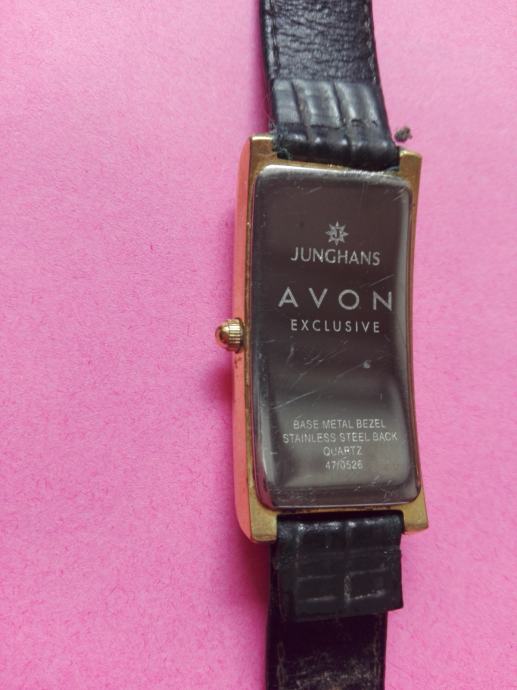 JUNGHANS
AVON
EXCLUSIVE
BASE METAL BEZEL
STAINLESS STEEL BACK
QUARTZ
47/0526